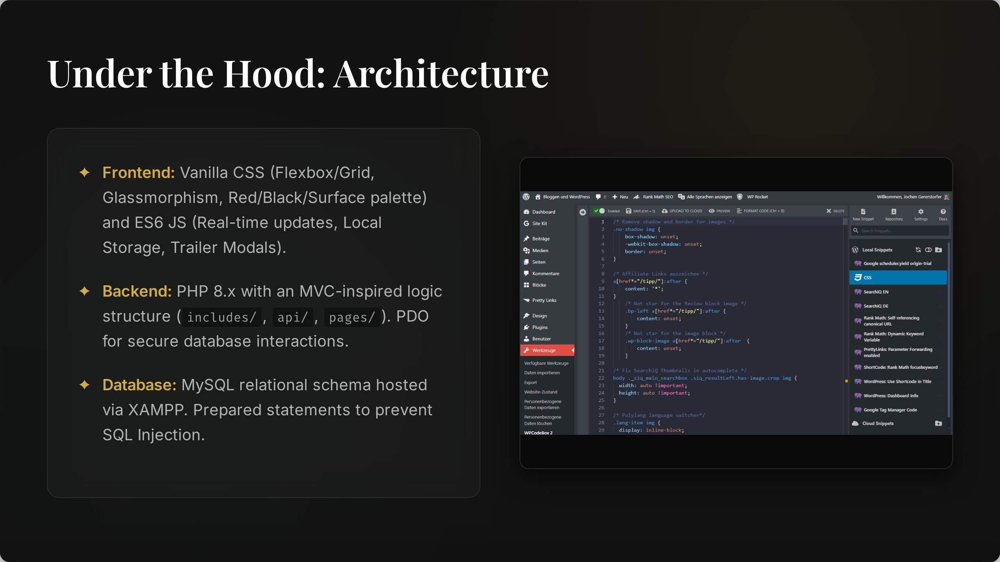 Under the Hood: Architecture
✦ Frontend: Vanilla CSS (Flexbox/Grid,
Glassmorphism, Red/Black/Surface palette)
and ES6 JS (Real-time updates, Local
Storage, Trailer Modals).
✦ Backend: PHP 8.x with an MVC-inspired logic
structure (includes/, api/, pages/). PDO
for secure database interactions.
✦ Database: MySQL relational schema hosted
via XAMPP. Prepared statements to prevent
SQL Injection.
Bloggen und WordPress 0 Neu Rank Math SEO Alle Sprachen anzeigen WP Rocket Willkommen, Jochen Gererstorfer
Dashboard
Site Kit
Beiträge
Medien
Seiten
Kommentare
Blöcke
Pretty Links
Design
Plugins
Benutzer
Werkzeuge
Verfügbare Werkzeuge
Daten importieren
Export
Website-Zustand
Personenbezogene
Daten exportieren
Personenbezogene
Daten löschen
WPCodeBox 2
Enabled SAVE (Ctrl + S) UPLOAD TO CLOUD PREVIEW FORMAT CODE (Ctrl + B) DELETE
1 /* Remove shadow and border for images */
2 .no-shadow img {
3 box-shadow: unset;
4 -webkit-box-shadow: unset;
5 border: unset;
6 }
7
8 /* Affiliate Links auszeichen */
9 a[href*="/tipp/"]:after {
10 content: '*';
11 }
12 /* Not star for the Review block image */
13 .bp-left a[href*="/tipp/"]:after {
14 content: unset;
15 }
16 /* Not star for the image block */
17 .wp-block-image a[href*="/tipp/"]:after {
18 content: unset;
19 }
20
21 /* Fix SearchiQ Thumbnails in autocomplete */
22 body ._siq_main_searchbox .siq_resultLeft.has-image.crop img {
23 width: auto !important;
24 height: auto !important;
25 }
26
27 /* Polylang language switcher*/
28 .lang-item img {
29 display: inline-block;
New Snippet Repository Settings Docs
Search Snippets...
Local Snippets
Google scheduler.yield origin-trial
CSS
SearchiQ EN
SearchiQ DE
Rank Math: Self-referencing
canonical URL
Rank Math: Dynamic Keyword
Variable
PrettyLinks: Parameter Forwarding
enabled
ShortCode: Rank Math focuskeyword
WordPress: Use Shortcode in Title
WordPress: Dashboard Info
Google Tag Manager Code
Cloud Snippets